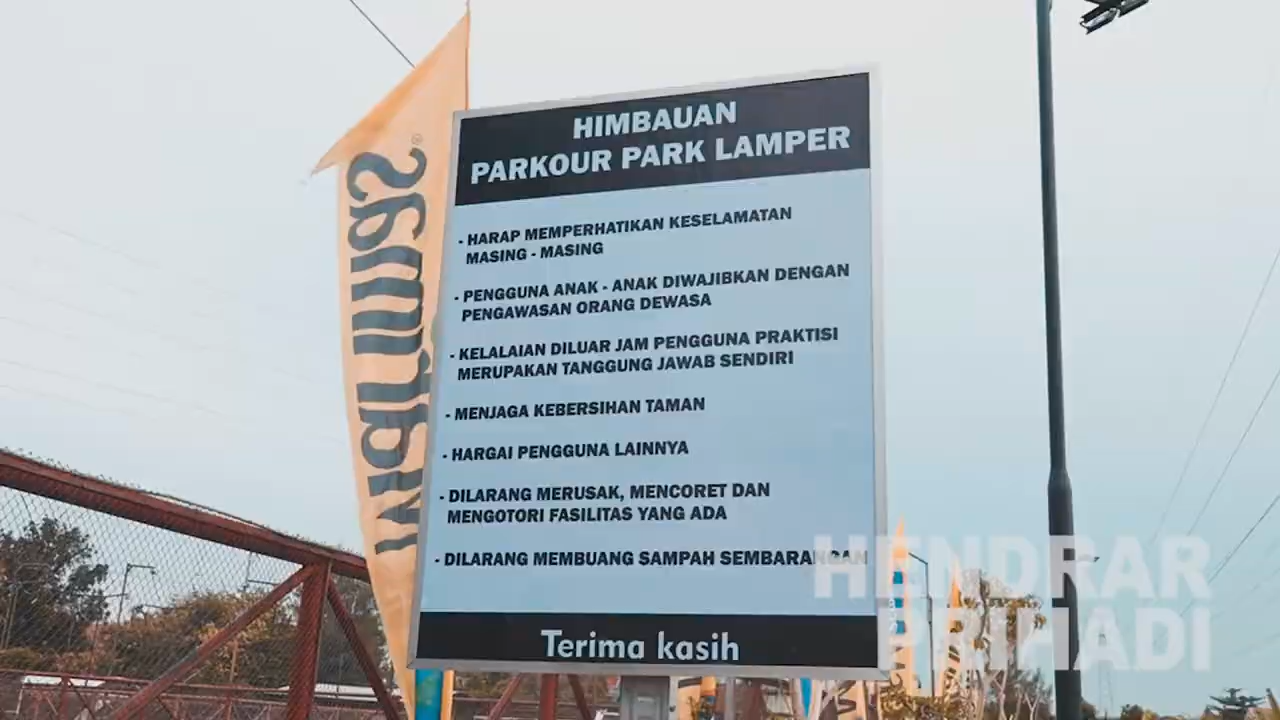 HIMBAUAN
PARKOUR PARK LAMPER
- HARAP MEMPERHATIKAN KESELAMATAN
MASING - MASING
- PENGGUNA ANAK - ANAK DIWAJIBKAN DENGAN
PENGAWASAN ORANG DEWASA
- KELALAIAN DILUAR JAM PENGGUNA PRAKTISI
MERUPAKAN TANGGUNG JAWAB SENDIRI
- MENJAGA KEBERSIHAN TAMAN
- HARGAI PENGGUNA LAINNYA
- DILARANG MERUSAK, MENCORET DAN
MENGOTORI FASILITAS YANG ADA
- DILARANG MEMBUANG SAMPAH SEMBARANGAN
Terima kasih
HENDRAR
PRIHADI